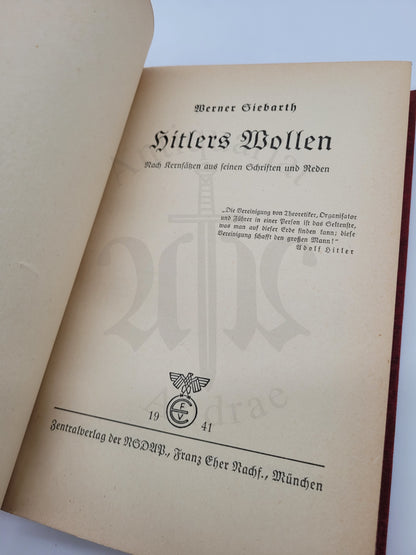 Werner Siebarth
Hitlers Wollen
Nach Kernsätzen aus seinen Schriften und Reden
„Die Vereinigung von Theoretiker, Organisator
und Führer in einer Person ist das Seltenste,
was man auf dieser Erde finden kann; diese
Vereinigung schafft den großen Mann!“
Adolf Hitler
19 41
Zentralverlag der NSDAP., Franz Eher Nachf., München